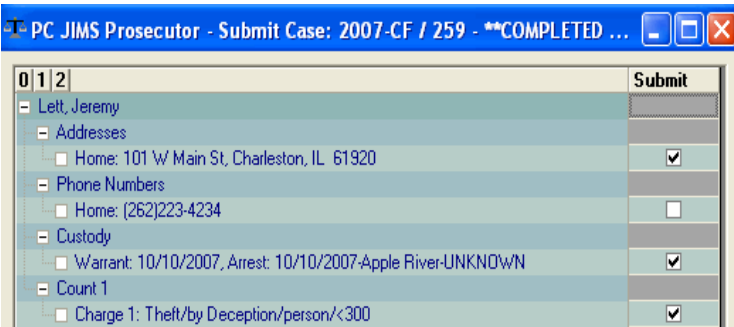 PC JIMS Prosecutor - Submit Case: 2007-CF / 259 - **COMPLETED ...
0 1 2 Submit
Lett, Jeremy
Addresses
Home: 101 W Main St, Charleston, IL 61920
Phone Numbers
Home: (262)223-4234
Custody
Warrant: 10/10/2007, Arrest: 10/10/2007-Apple River-UNKNOWN
Count 1
Charge 1: Theft/by Deception/person/<300